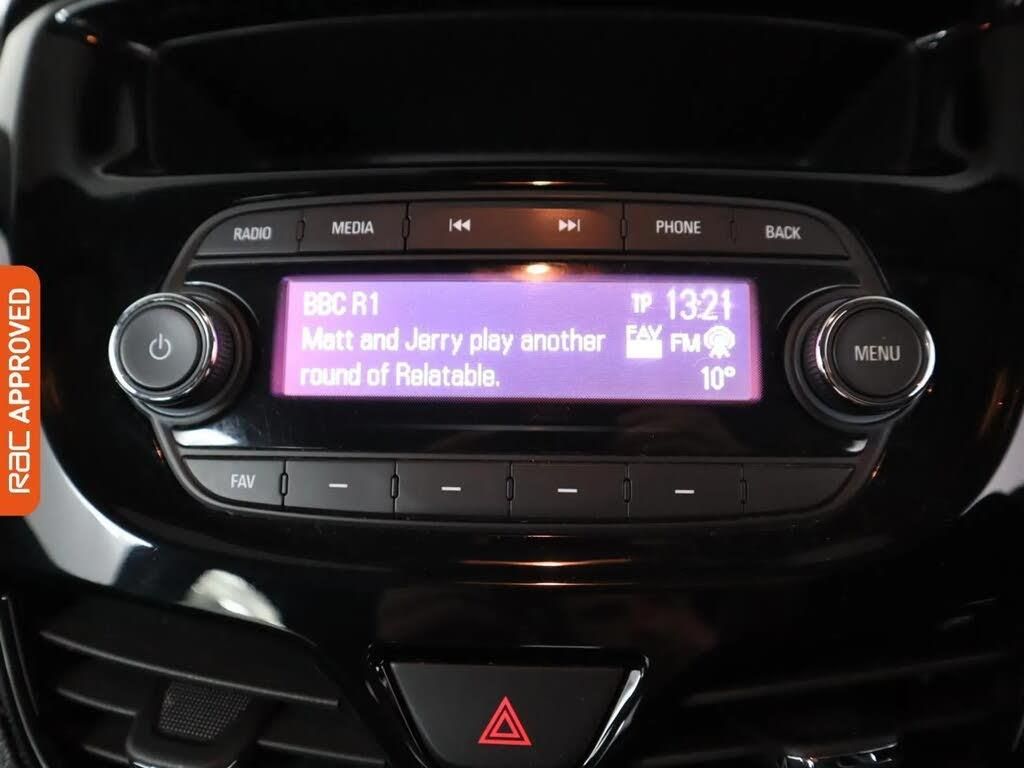 RADIO MEDIA PHONE BACK
BBC R1 TP 13:21
Matt and Jerry play another FAV FM
round of Relatable. 10°
MENU
FAV
RAC APPROVED